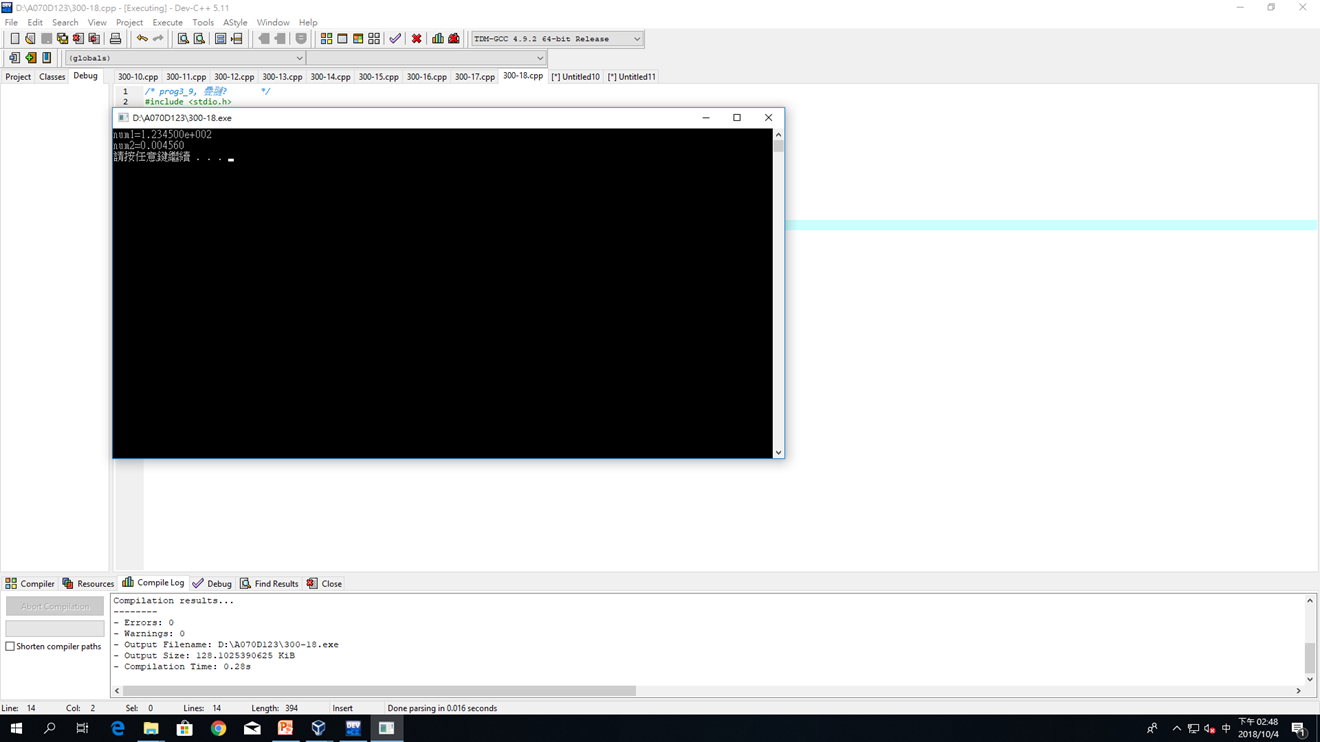 D:\A070D123\300-18.cpp - [Executing] - Dev-C++ 5.11
File Edit Search View Project Execute Tools AStyle Window Help
TDM-GCC 4.9.2 64-bit Release
(globals)
Project Classes Debug 300-10.cpp 300-11.cpp 300-12.cpp 300-13.cpp 300-14.cpp 300-15.cpp 300-16.cpp 300-17.cpp 300-18.cpp [*] Untitled10 [*] Untitled11
1 /* prog3_9, ? */
2 #include <stdio.h>
D:\A070D123\300-18.exe
num1=1.234500e+002
num2=0.004560
請按任意鍵繼續 . . .
Compiler Resources Compile Log Debug Find Results Close
Abort Compilation
Shorten compiler paths
Compilation results...
--------
- Errors: 0
- Warnings: 0
- Output Filename: D:\A070D123\300-18.exe
- Output Size: 128.1025390625 KiB
- Compilation Time: 0.28s
Line: 14 Col: 2 Sel: 0 Lines: 14 Length: 394 Insert Done parsing in 0.016 seconds
中
下午 02:48
2018/10/4
1